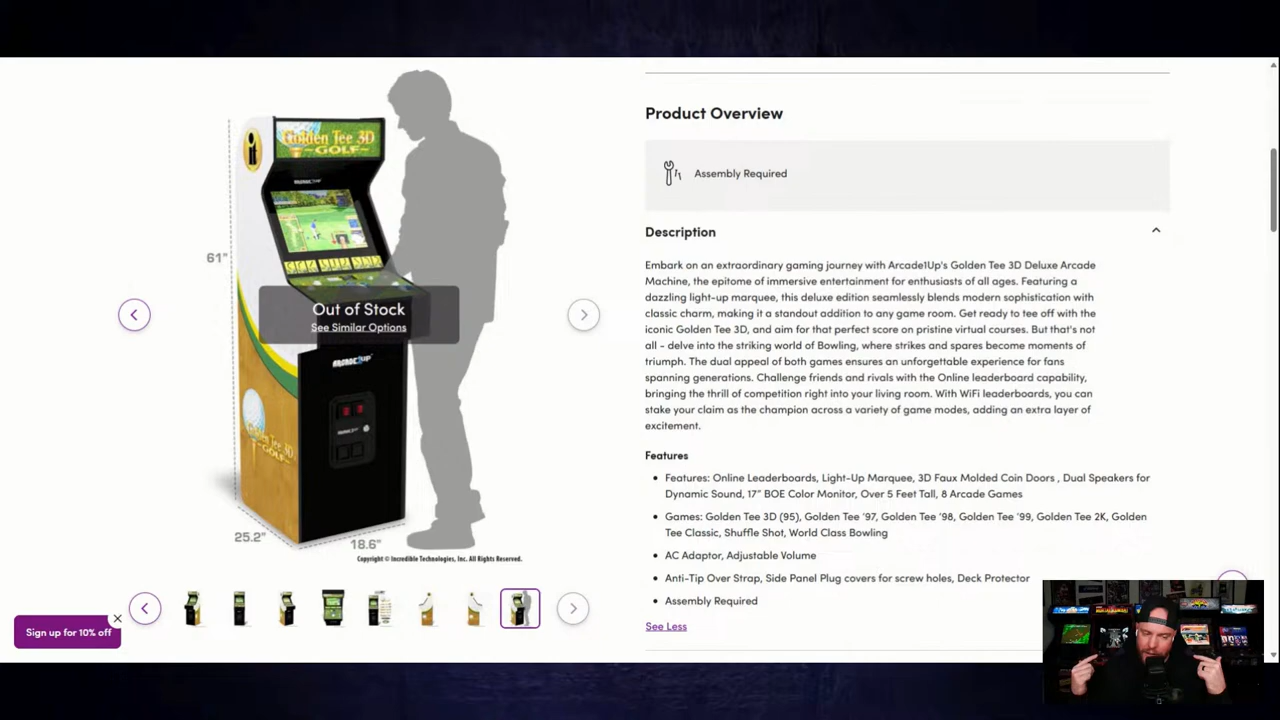 Golden Tee 3D
GOLF
it
ARCADE1UP
61"
Out of Stock
See Similar Options
ARCADE1UP
Golden Tee 3D
GOLF
25.2"
18.6"
Copyright © Incredible Technologies, Inc. All Rights Reserved.
Sign up for 10% off
Product Overview
Assembly Required
Description
Embark on an extraordinary gaming journey with Arcade1Up's Golden Tee 3D Deluxe Arcade
Machine, the epitome of immersive entertainment for enthusiasts of all ages. Featuring a
dazzling light-up marquee, this deluxe edition seamlessly blends modern sophistication with
classic charm, making it a standout addition to any game room. Get ready to tee off with the
iconic Golden Tee 3D, and aim for that perfect score on pristine virtual courses. But that's not
all - delve into the striking world of Bowling, where strikes and spares become moments of
triumph. The dual appeal of both games ensures an unforgettable experience for fans
spanning generations. Challenge friends and rivals with the Online leaderboard capability,
bringing the thrill of competition right into your living room. With WiFi leaderboards, you can
stake your claim as the champion across a variety of game modes, adding an extra layer of
excitement.
Features
• Features: Online Leaderboards, Light-Up Marquee, 3D Faux Molded Coin Doors , Dual Speakers for
Dynamic Sound, 17” BOE Color Monitor, Over 5 Feet Tall, 8 Arcade Games
• Games: Golden Tee 3D (95), Golden Tee ’97, Golden Tee ’98, Golden Tee ’99, Golden Tee 2K, Golden
Tee Classic, Shuffle Shot, World Class Bowling
• AC Adaptor, Adjustable Volume
• Anti-Tip Over Strap, Side Panel Plug covers for screw holes, Deck Protector
• Assembly Required
See Less